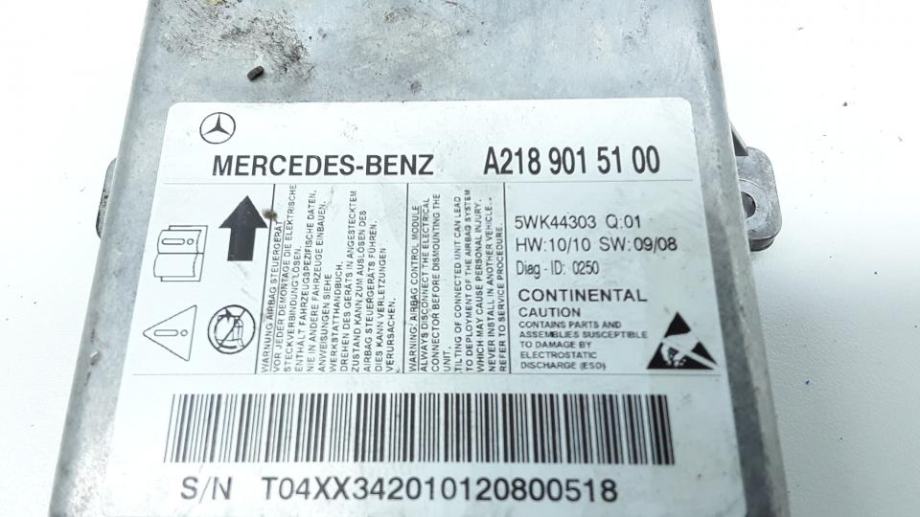 MERCEDES-BENZ A218 901 51 00
WARNUNG AIRBAG STEUERGERÄT
VOR JEDER DEMONTAGE DIE ELEKTRISCHE
STECKVERBINDUNG LÖSEN!
ENTHÄLT FAHRZEUGSPEZIFISCHE DATEN,
NIE IN ANDERE FAHRZEUGE EINBAUEN.
ANWEISUNGEN SIEHE
WERKSTATTHANDBUCH.
DREHEN DES GERÄTS IN ANGESTECKTEM
ZUSTAND KANN ZUM AUSLÖSEN DES
AIRBAG STEUERGERÄTS FÜHREN.
DIES KANN ZU VERLETZUNGEN
VERURSACHEN.
WARNING: AIRBAG CONTROL MODULE
ALWAYS DISCONNECT THE ELECTRICAL
CONNECTOR BEFORE DISMOUNTING THE
UNIT.
TILTING OF CONNECTED UNIT CAN LEAD
TO DEPLOYMENT OF THE AIRBAG SYSTEM
WHICH MAY CAUSE PERSONAL INJURY.
NEVER INSTALL IN ANOTHER VEHICLE.
REFER TO SERVICE PROCEDURE.
5WK44303 Q:01
HW:10/10 SW:09/08
Diag-ID: 0250
CONTINENTAL
CAUTION
CONTAINS PARTS AND
ASSEMBLIES SUSCEPTIBLE
TO DAMAGE BY
ELECTROSTATIC
DISCHARGE (ESD)
S/N T04XX342010120800518